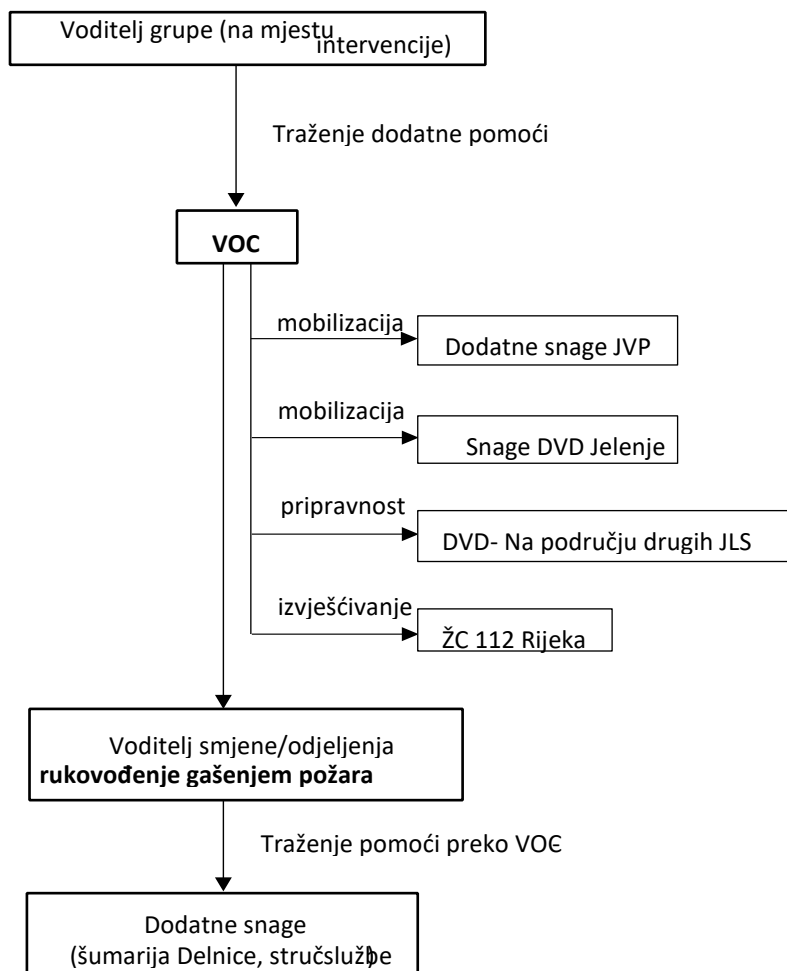 Voditelj grupe (na mjestu
intervencije)
Traženje dodatne pomoći
VOC
mobilizacija
Dodatne snage JVP
mobilizacija
Snage DVD Jelenje
pripravnost
DVD- Na području drugih JLS
izvješćivanje
ŽC 112 Rijeka
Voditelj smjene/odjeljenja
rukovođenje gašenjem požara
Traženje pomoći preko VOC
Dodatne snage
(šumarija Delnice, stručslužbe